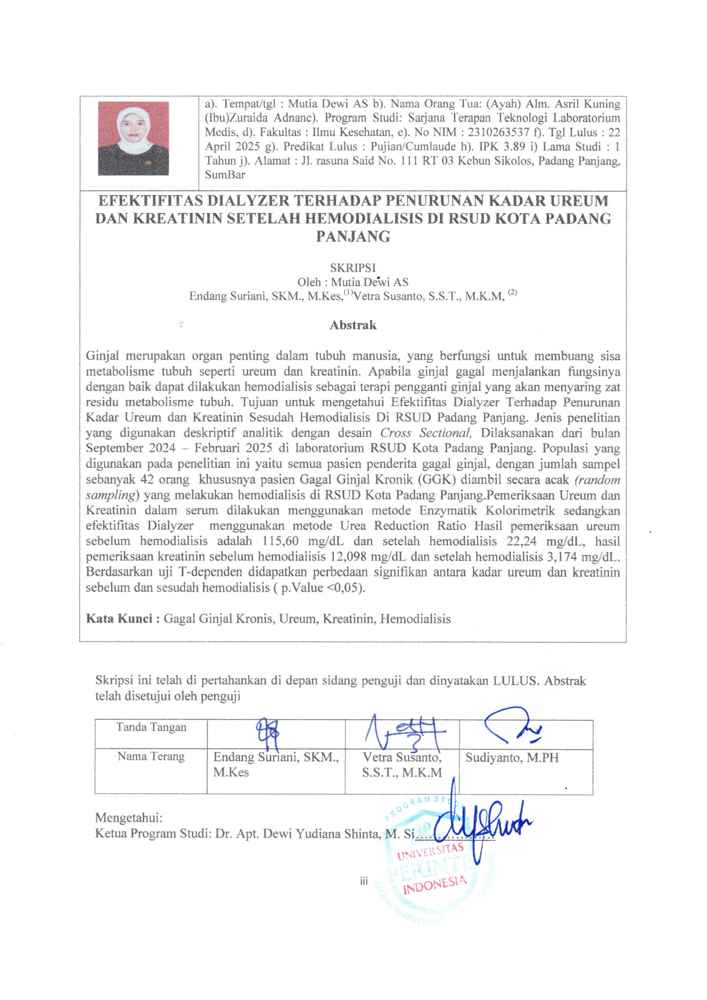 a). Tempat/tgl : Mutia Dewi AS b). Nama Orang Tua: (Ayah) Alm. Asril Kuning
(Ibu)Zuraida Adnanc). Program Studi: Sarjana Terapan Teknologi Laboratorium
Medis, d). Fakultas : Ilmu Kesehatan, e). No NIM : 2310263537 f). Tgl Lulus : 22
April 2025 g). Predikat Lulus : Pujian/Cumlaude h). IPK 3.89 i) Lama Studi : 1
Tahun j). Alamat : Jl. rasuna Said No. 111 RT 03 Kebun Sikolos, Padang Panjang,
SumBar
EFEKTIFITAS DIALYZER TERHADAP PENURUNAN KADAR UREUM
DAN KREATININ SETELAH HEMODIALISIS DI RSUD KOTA PADANG
PANJANG
SKRIPSI
Oleh : Mutia Dewi AS
Endang Suriani, SKM., M.Kes,(1)Vetra Susanto, S.S.T., M.K.M, (2)
Abstrak
Ginjal merupakan organ penting dalam tubuh manusia, yang berfungsi untuk membuang sisa
metabolisme tubuh seperti ureum dan kreatinin. Apabila ginjal gagal menjalankan fungsinya
dengan baik dapat dilakukan hemodialisis sebagai terapi pengganti ginjal yang akan menyaring zat
residu metabolisme tubuh. Tujuan untuk mengetahui Efektifitas Dialyzer Terhadap Penurunan
Kadar Ureum dan Kreatinin Sesudah Hemodialisis Di RSUD Padang Panjang. Jenis penelitian
yang digunakan deskriptif analitik dengan desain Cross Sectional, Dilaksanakan dari bulan
September 2024 – Februari 2025 di laboratorium RSUD Kota Padang Panjang. Populasi yang
digunakan pada penelitian ini yaitu semua pasien penderita gagal ginjal, dengan jumlah sampel
sebanyak 42 orang khususnya pasien Gagal Ginjal Kronik (GGK) diambil secara acak (random
sampling) yang melakukan hemodialisis di RSUD Kota Padang Panjang.Pemeriksaan Ureum dan
Kreatinin dalam serum dilakukan menggunakan metode Enzymatik Kolorimetrik sedangkan
efektifitas Dialyzer menggunakan metode Urea Reduction Ratio Hasil pemeriksaan ureum
sebelum hemodialisis adalah 115,60 mg/dL dan setelah hemodialisis 22,24 mg/dL, hasil
pemeriksaan kreatinin sebelum hemodialisis 12,098 mg/dL dan setelah hemodialisis 3,174 mg/dL.
Berdasarkan uji T-dependen didapatkan perbedaan signifikan antara kadar ureum dan kreatinin
sebelum dan sesudah hemodialisis ( p.Value <0,05).
Kata Kunci : Gagal Ginjal Kronis, Ureum, Kreatinin, Hemodialisis
Skripsi ini telah di pertahankan di depan sidang penguji dan dinyatakan LULUS. Abstrak
telah disetujui oleh penguji
Tanda Tangan
Nama Terang
Endang Suriani, SKM.,
M.Kes
Vetra Susanto,
S.S.T., M.K.M
Sudiyanto, M.PH
Mengetahui:
Ketua Program Studi: Dr. Apt. Dewi Yudiana Shinta, M. Si....................
PROGRAM STUDI
UNIVERSITAS
PERINTIS
INDONESIA
SARJANA TERAPAN
iii